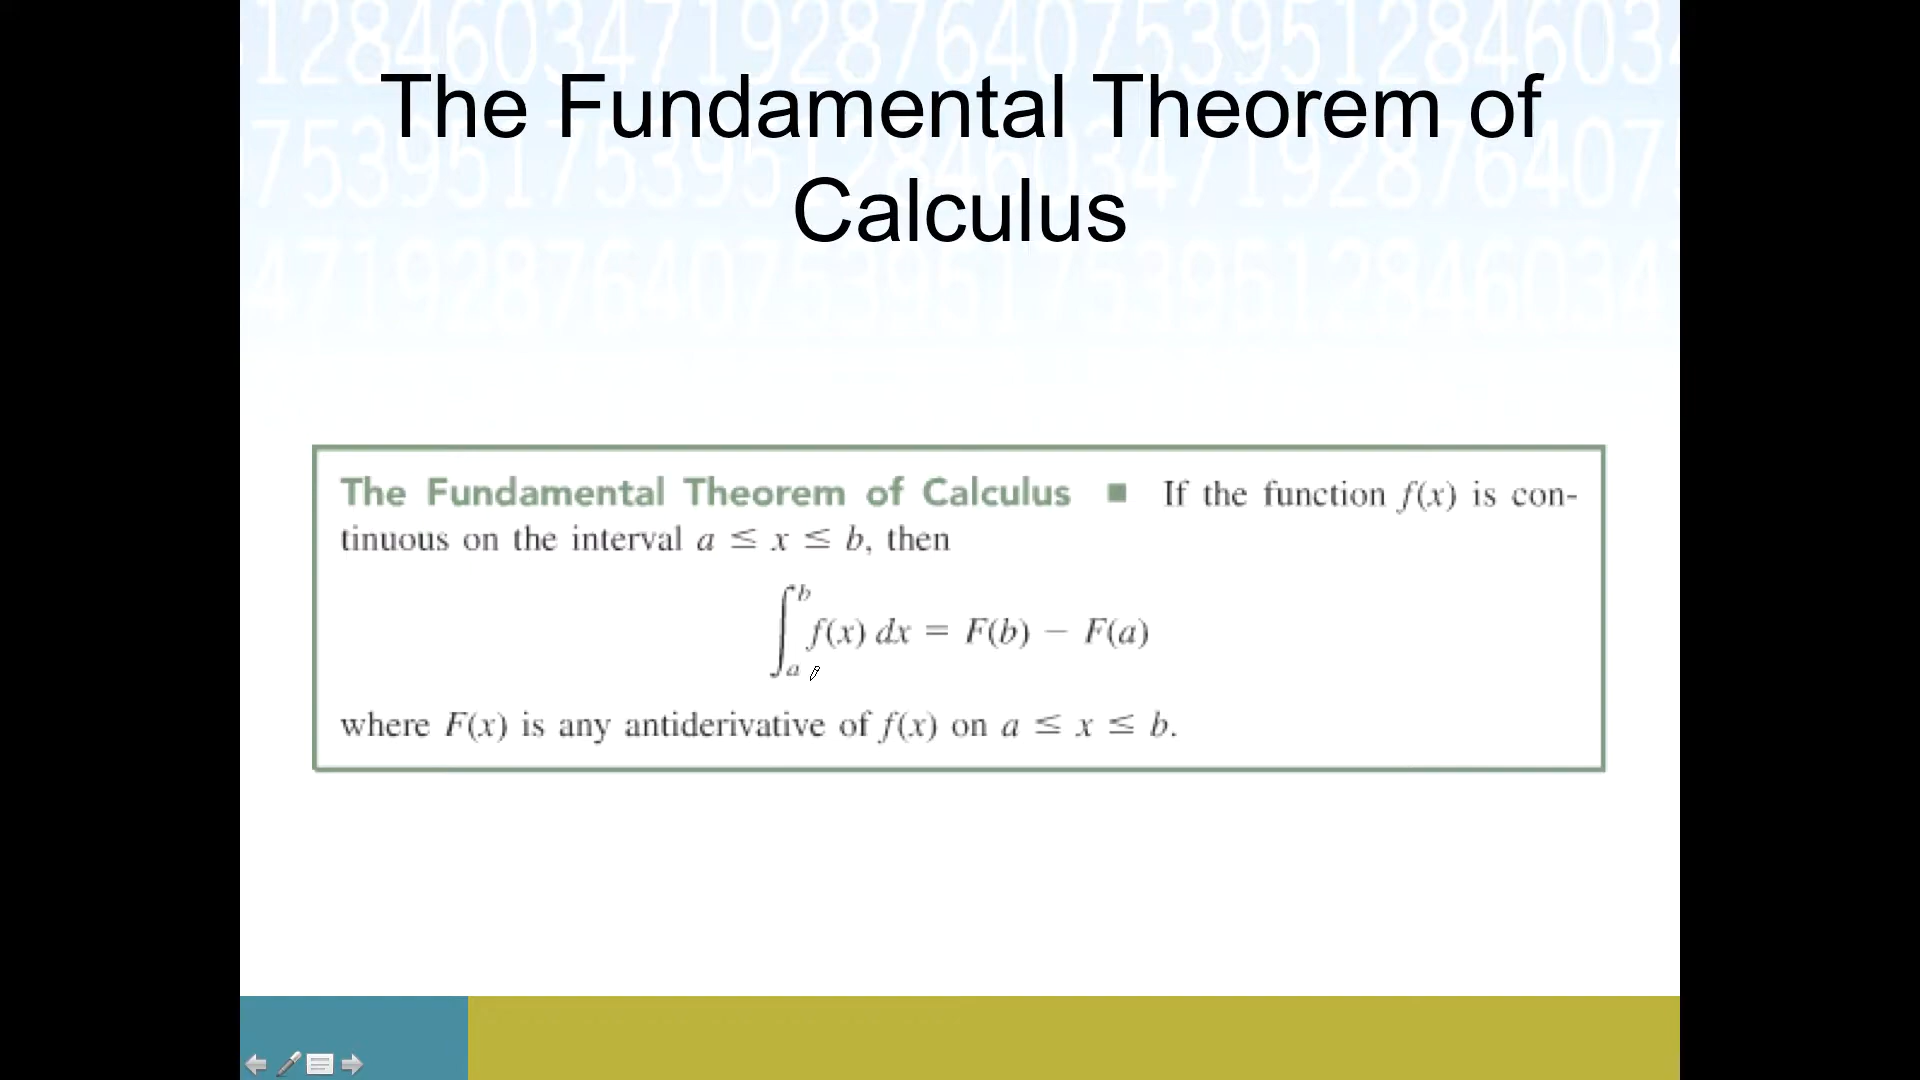 The Fundamental Theorem of
Calculus
The Fundamental Theorem of Calculus ■ If the function f(x) is con-
tinuous on the interval a ≤ x ≤ b, then
∫_a^b f(x) dx = F(b) − F(a)
where F(x) is any antiderivative of f(x) on a ≤ x ≤ b.